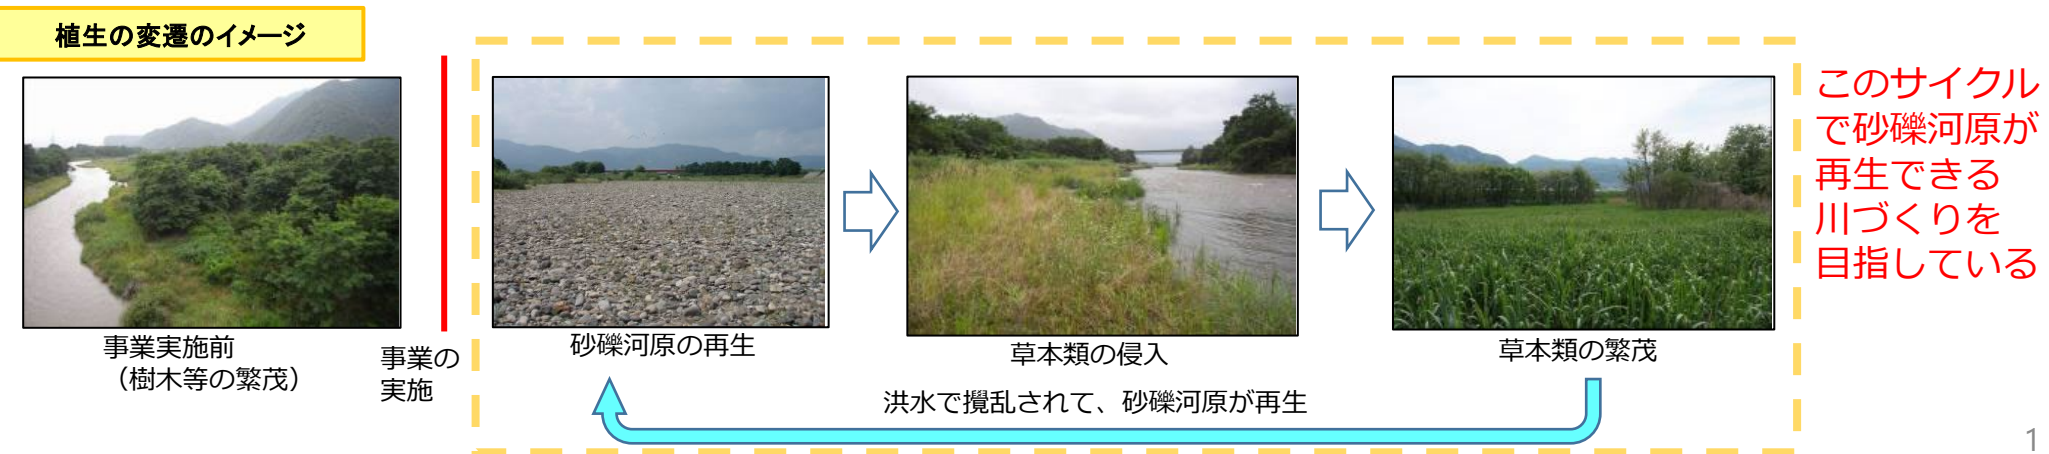 植生の変遷のイメージ
事業実施前
（樹木等の繁茂）
事業の
実施
砂礫河原の再生
草本類の侵入
草本類の繁茂
洪水で攪乱されて、砂礫河原が再生
このサイクル
で砂礫河原が
再生できる
川づくりを
目指している
1